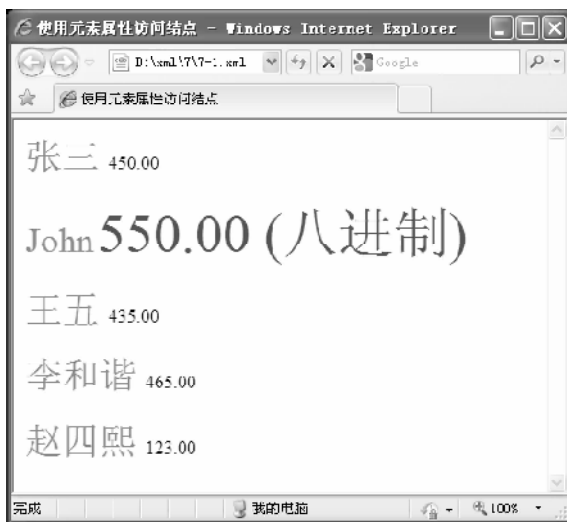 使用元素属性访问结点 - Windows Internet Explorer
D:\xml\7\7-1.xml
Google
使用元素属性访问结点
张三 450.00
John 550.00 (八进制)
王五 435.00
李和谐 465.00
赵四熙 123.00
完成 我的电脑 100%